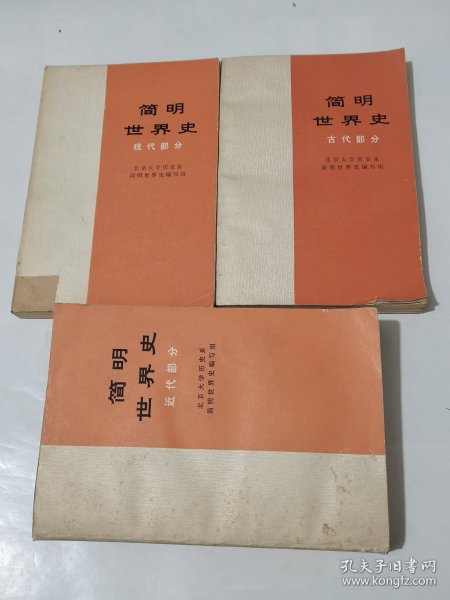 简明
世界史
现代部分
北京大学历史系
简明世界史编写组
简明
世界史
古代部分
北京大学历史系
简明世界史编写组
简明
世界史
近代部分
北京大学历史系
简明世界史编写组
孔夫子旧书网
www.kongfz.com